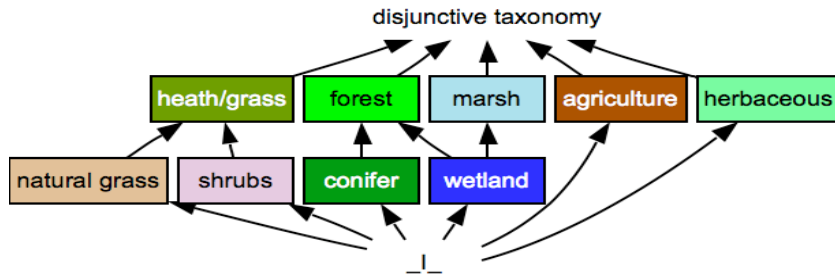 disjunctive taxonomy
heath/grass forest marsh agriculture herbaceous
natural grass shrubs conifer wetland
_|_